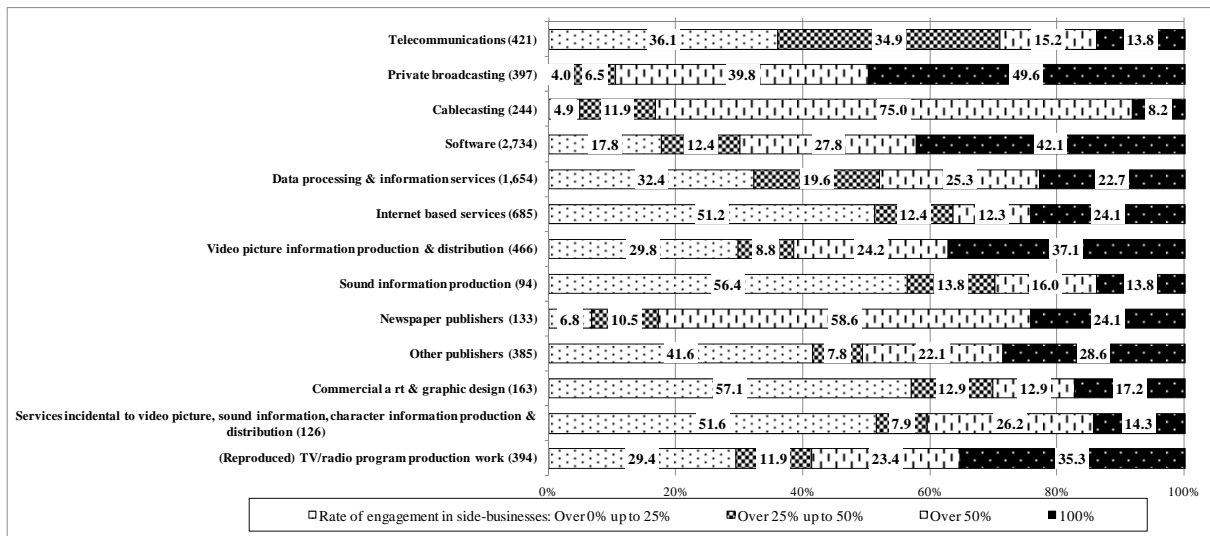 Telecommunications (421) 36.1 34.9 15.2 13.8
Private broadcasting (397) 4.0 6.5 39.8 49.6
Cablecasting (244) 4.9 11.9 75.0 8.2
Software (2,734) 17.8 12.4 27.8 42.1
Data processing & information services (1,654) 32.4 19.6 25.3 22.7
Internet based services (685) 51.2 12.4 12.3 24.1
Video picture information production & distribution (466) 29.8 8.8 24.2 37.1
Sound information production (94) 56.4 13.8 16.0 13.8
Newspaper publishers (133) 6.8 10.5 58.6 24.1
Other publishers (385) 41.6 7.8 22.1 28.6
Commercial a rt & graphic design (163) 57.1 12.9 12.9 17.2
Services incidental to video picture, sound information, character information production &
distribution (126) 51.6 7.9 26.2 14.3
(Reproduced) TV/radio program production work (394) 29.4 11.9 23.4 35.3
0% 20% 40% 60% 80% 100%
Rate of engagement in side-businesses: Over 0% up to 25% Over 25% up to 50% Over 50% 100%